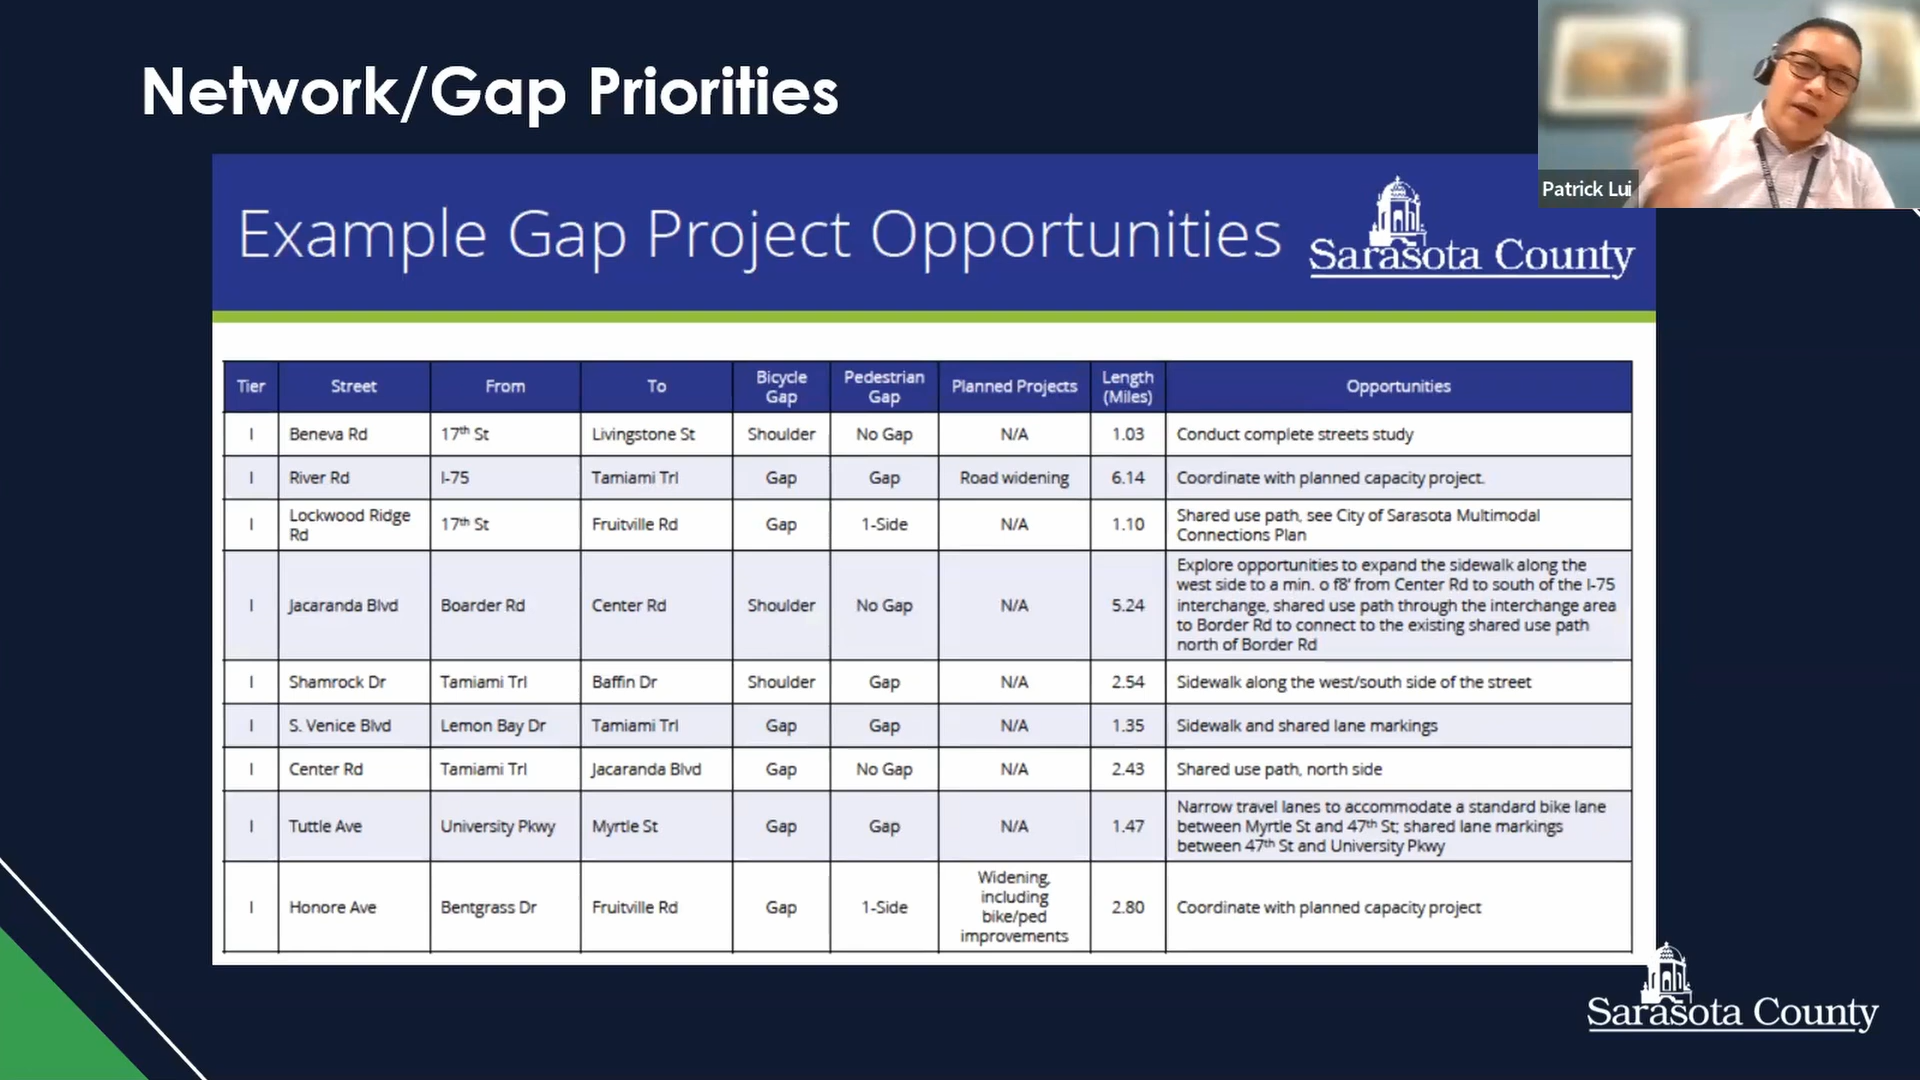 Network/Gap Priorities
Patrick Lui
Example Gap Project Opportunities
Sarasota County
Tier Street From To Bicycle Gap Pedestrian Gap Planned Projects Length (Miles) Opportunities
I Beneva Rd 17th St Livingstone St Shoulder No Gap N/A 1.03 Conduct complete streets study
I River Rd I-75 Tamiami Trl Gap Gap Road widening 6.14 Coordinate with planned capacity project.
I Lockwood Ridge Rd 17th St Fruitville Rd Gap 1-Side N/A 1.10 Shared use path, see City of Sarasota Multimodal
Connections Plan
I Jacaranda Blvd Boarder Rd Center Rd Shoulder No Gap N/A 5.24 Explore opportunities to expand the sidewalk along the
west side to a min. o f8' from Center Rd to south of the I-75
interchange, shared use path through the interchange area
to Border Rd to connect to the existing shared use path
north of Border Rd
I Shamrock Dr Tamiami Trl Baffin Dr Shoulder Gap N/A 2.54 Sidewalk along the west/south side of the street
I S. Venice Blvd Lemon Bay Dr Tamiami Trl Gap Gap N/A 1.35 Sidewalk and shared lane markings
I Center Rd Tamiami Trl Jacaranda Blvd Gap No Gap N/A 2.43 Shared use path, north side
I Tuttle Ave University Pkwy Myrtle St Gap Gap N/A 1.47 Narrow travel lanes to accommodate a standard bike lane
between Myrtle St and 47th St; shared lane markings
between 47th St and University Pkwy
I Honore Ave Bentgrass Dr Fruitville Rd Gap 1-Side Widening, including bike/ped improvements 2.80 Coordinate with planned capacity project
Sarasota County